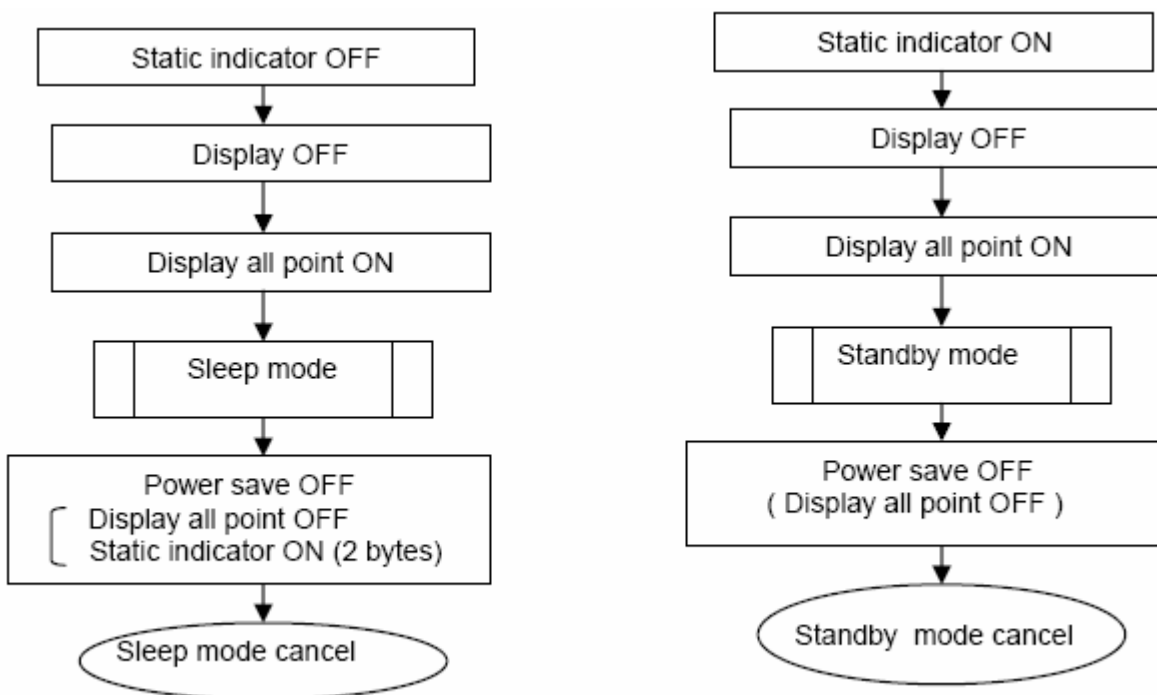 Static indicator OFF
Display OFF
Display all point ON
Sleep mode
Power save OFF
Display all point OFF
Static indicator ON (2 bytes)
Sleep mode cancel
Static indicator ON
Display OFF
Display all point ON
Standby mode
Power save OFF
( Display all point OFF )
Standby mode cancel